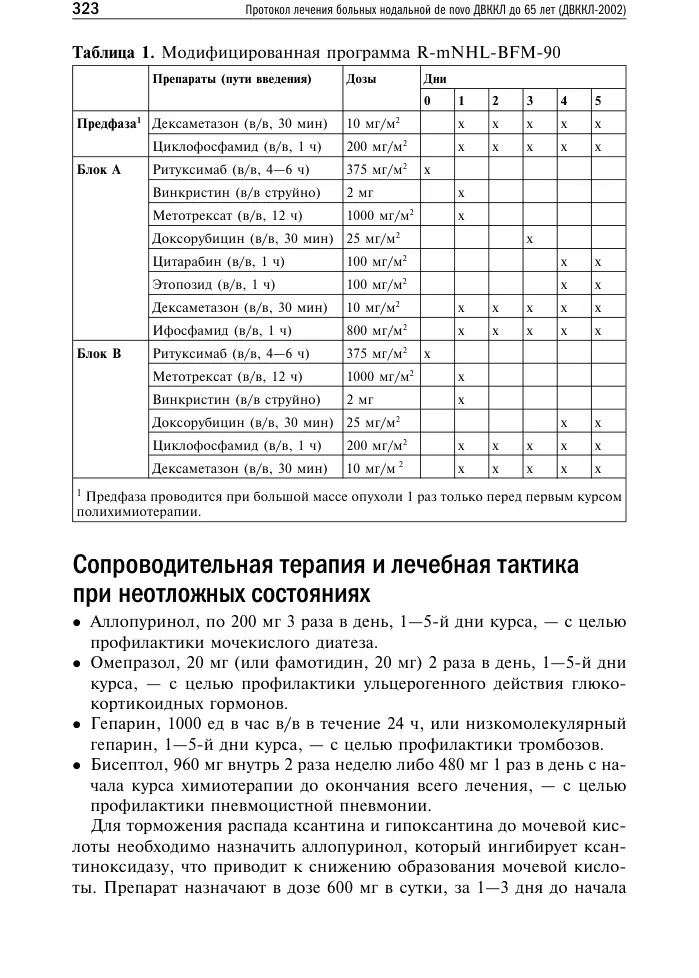 323 Протокол лечения больных нодальной de novo ДВККЛ до 65 лет (ДВККЛ-2002)
Таблица 1. Модифицированная программа R-mNHL-BFM-90
Препараты (пути введения) Дозы Дни
0 1 2 3 4 5
Предфаза¹ Дексаметазон (в/в, 30 мин) 10 мг/м² x x x x x
Циклофосфамид (в/в, 1 ч) 200 мг/м² x x x x x
Блок А Ритуксимаб (в/в, 4—6 ч) 375 мг/м² x
Винкристин (в/в струйно) 2 мг x
Метотрексат (в/в, 12 ч) 1000 мг/м² x
Доксорубицин (в/в, 30 мин) 25 мг/м² x
Цитарабин (в/в, 1 ч) 100 мг/м² x x
Этопозид (в/в, 1 ч) 100 мг/м² x x
Дексаметазон (в/в, 30 мин) 10 мг/м² x x x x x
Ифосфамид (в/в, 1 ч) 800 мг/м² x x x x x
Блок В Ритуксимаб (в/в, 4—6 ч) 375 мг/м² x
Метотрексат (в/в, 12 ч) 1000 мг/м² x
Винкристин (в/в струйно) 2 мг x
Доксорубицин (в/в, 30 мин) 25 мг/м² x x
Циклофосфамид (в/в, 1 ч) 200 мг/м² x x x x x
Дексаметазон (в/в, 30 мин) 10 мг/м ² x x x x x
¹ Предфаза проводится при большой массе опухоли 1 раз только перед первым курсом
полихимиотерапии.
Сопроводительная терапия и лечебная тактика
при неотложных состояниях
● Аллопуринол, по 200 мг 3 раза в день, 1—5-й дни курса, — с целью
профилактики мочекислого диатеза.
● Омепразол, 20 мг (или фамотидин, 20 мг) 2 раза в день, 1—5-й дни
курса, — с целью профилактики ульцерогенного действия глюко-
кортикоидных гормонов.
● Гепарин, 1000 ед в час в/в в течение 24 ч, или низкомолекулярный
гепарин, 1—5-й дни курса, — с целью профилактики тромбозов.
● Бисептол, 960 мг внутрь 2 раза неделю либо 480 мг 1 раз в день с на-
чала курса химиотерапии до окончания всего лечения, — с целью
профилактики пневмоцистной пневмонии.
Для торможения распада ксантина и гипоксантина до мочевой кис-
лоты необходимо назначить аллопуринол, который ингибирует ксан-
тиноксидазу, что приводит к снижению образования мочевой кисло-
ты. Препарат назначают в дозе 600 мг в сутки, за 1—3 дня до начала